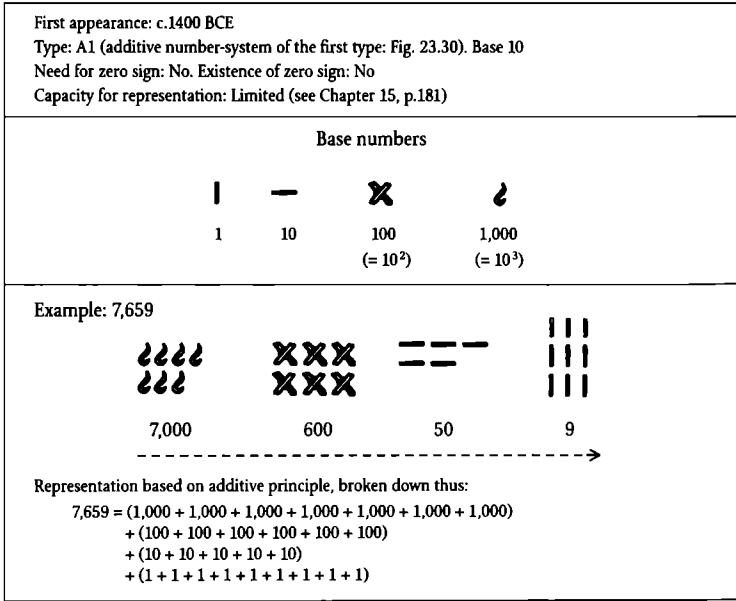 First appearance: c.1400 BCE
Type: A1 (additive number-system of the first type: Fig. 23.30). Base 10
Need for zero sign: No. Existence of zero sign: No
Capacity for representation: Limited (see Chapter 15, p.181)
Base numbers
1 10 100 1,000
(= 10²) (= 10³)
Example: 7,659
7,000 600 50 9
Representation based on additive principle, broken down thus:
7,659 = (1,000 + 1,000 + 1,000 + 1,000 + 1,000 + 1,000 + 1,000)
+ (100 + 100 + 100 + 100 + 100 + 100)
+ (10 + 10 + 10 + 10 + 10)
+ (1 + 1 + 1 + 1 + 1 + 1 + 1 + 1 + 1)